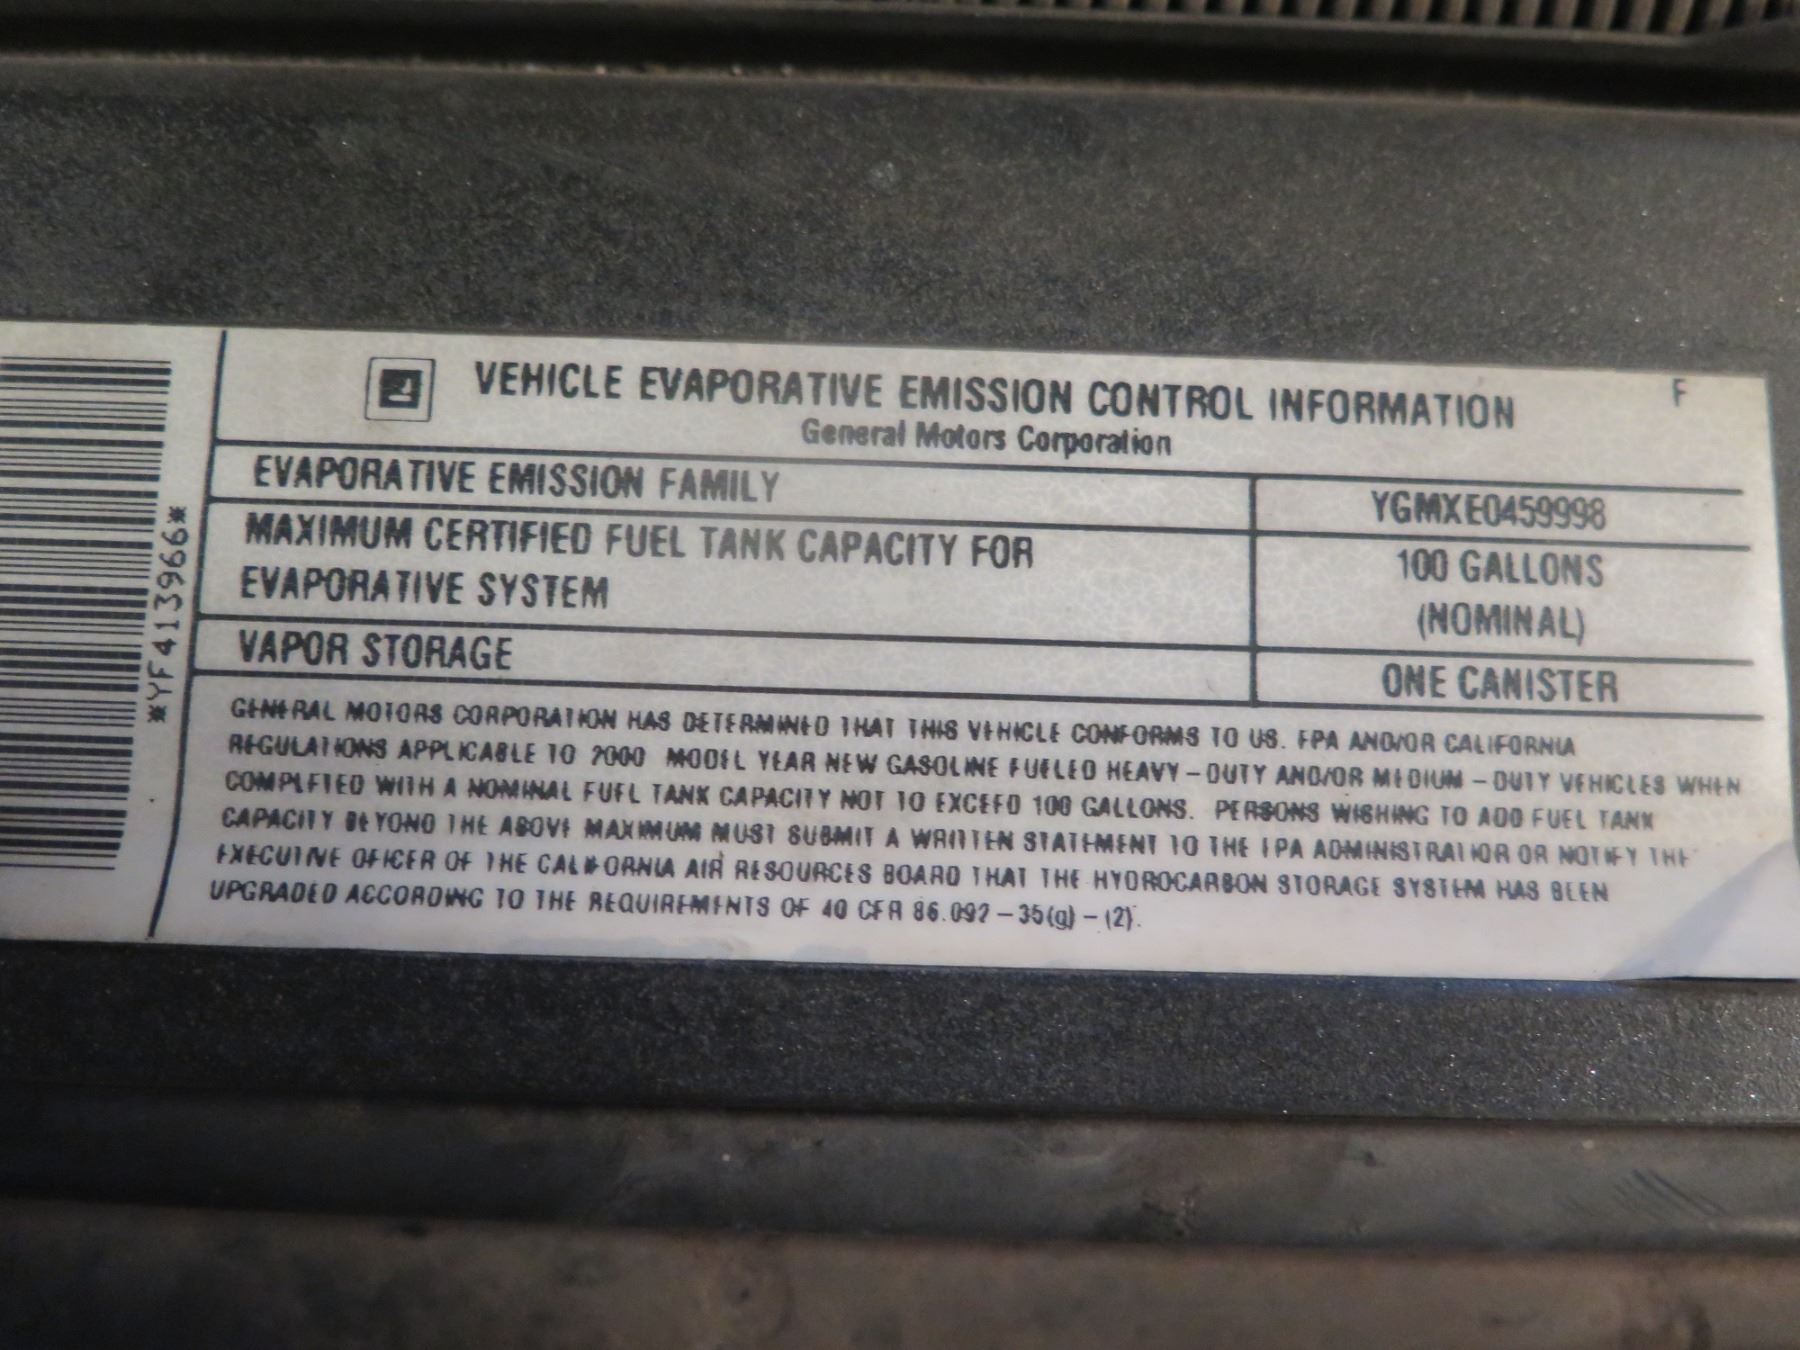 VEHICLE EVAPORATIVE EMISSION CONTROL INFORMATION
F
General Motors Corporation
EVAPORATIVE EMISSION FAMILY
YGMXE0459998
MAXIMUM CERTIFIED FUEL TANK CAPACITY FOR
EVAPORATIVE SYSTEM
100 GALLONS
(NOMINAL)
VAPOR STORAGE
ONE CANISTER
GENERAL MOTORS CORPORATION HAS DETERMINED THAT THIS VEHICLE CONFORMS TO US. EPA AND/OR CALIFORNIA
REGULATIONS APPLICABLE TO 2000 MODEL YEAR NEW GASOLINE FUELED HEAVY-DUTY AND/OR MEDIUM-DUTY VEHICLES WHEN
COMPLETED WITH A NOMINAL FUEL TANK CAPACITY NOT TO EXCEED 100 GALLONS. PERSONS WISHING TO ADD FUEL TANK
CAPACITY BEYOND THE ABOVE MAXIMUM MUST SUBMIT A WRITTEN STATEMENT TO THE EPA ADMINISTRATIOR OR NOTIFY THE
EXECUTIVE OFICER OF THE CALIFORNIA AIR RESOURCES BOARD THAT THE HYDROCARBON STORAGE SYSTEM HAS BEEN
UPGRADED ACCORDING TO THE REQUIREMENTS OF 40 CFR 86.092-35(g)-(2).
*YF413966*